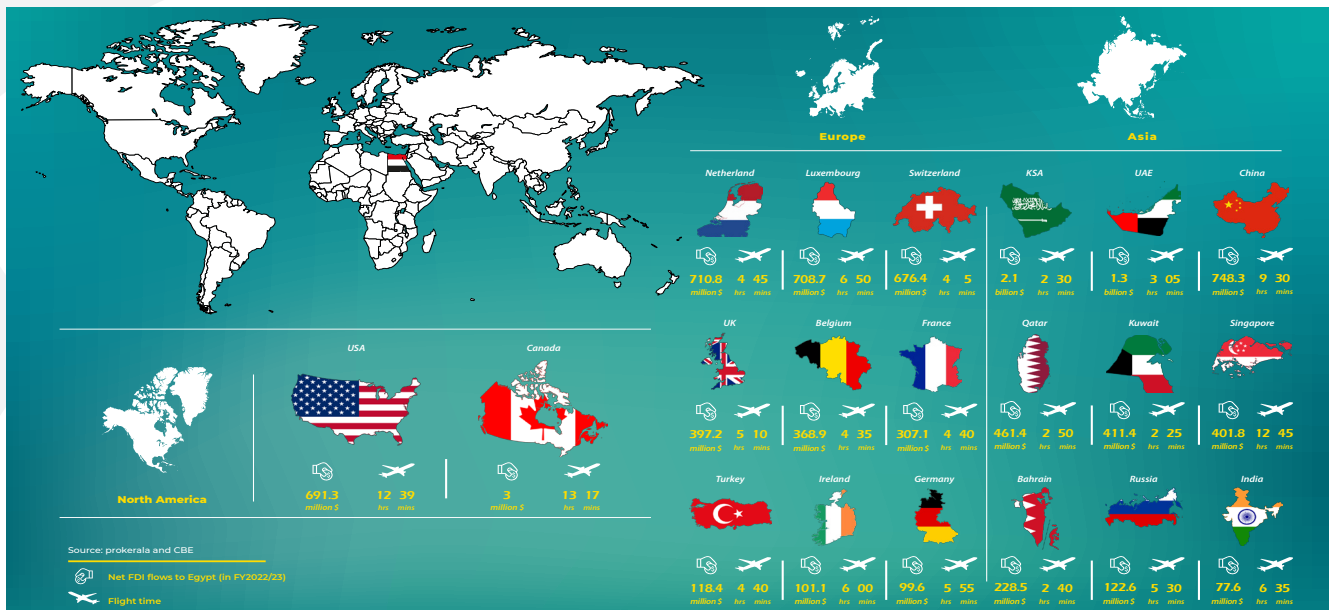 Europe
Asia
Netherland Luxembourg Switzerland KSA UAE China
710.8 4 45 708.7 6 50 676.4 4 5 2.1 2 30 1.3 3 05 748.3 9 30
million $ hrs mins million $ hrs mins million $ hrs mins billion $ hrs mins billion $ hrs mins million $ hrs mins
UK Belgium France Qatar Kuwait Singapore
397.2 5 10 368.9 4 35 307.1 4 40 461.4 2 50 411.4 2 25 401.8 12 45
million $ hrs mins million $ hrs mins million $ hrs mins million $ hrs mins million $ hrs mins million $ hrs mins
Turkey Ireland Germany Bahrain Russia India
118.4 4 40 101.1 6 00 99.6 5 55 228.5 2 40 122.6 5 30 77.6 6 35
million $ hrs mins million $ hrs mins million $ hrs mins million $ hrs mins million $ hrs mins million $ hrs mins
USA Canada
North America
691.3 12 39 3 13 17
million $ hrs mins million $ hrs mins
Source: prokerala and CBE
Net FDI flows to Egypt (in FY2022/23)
Flight time